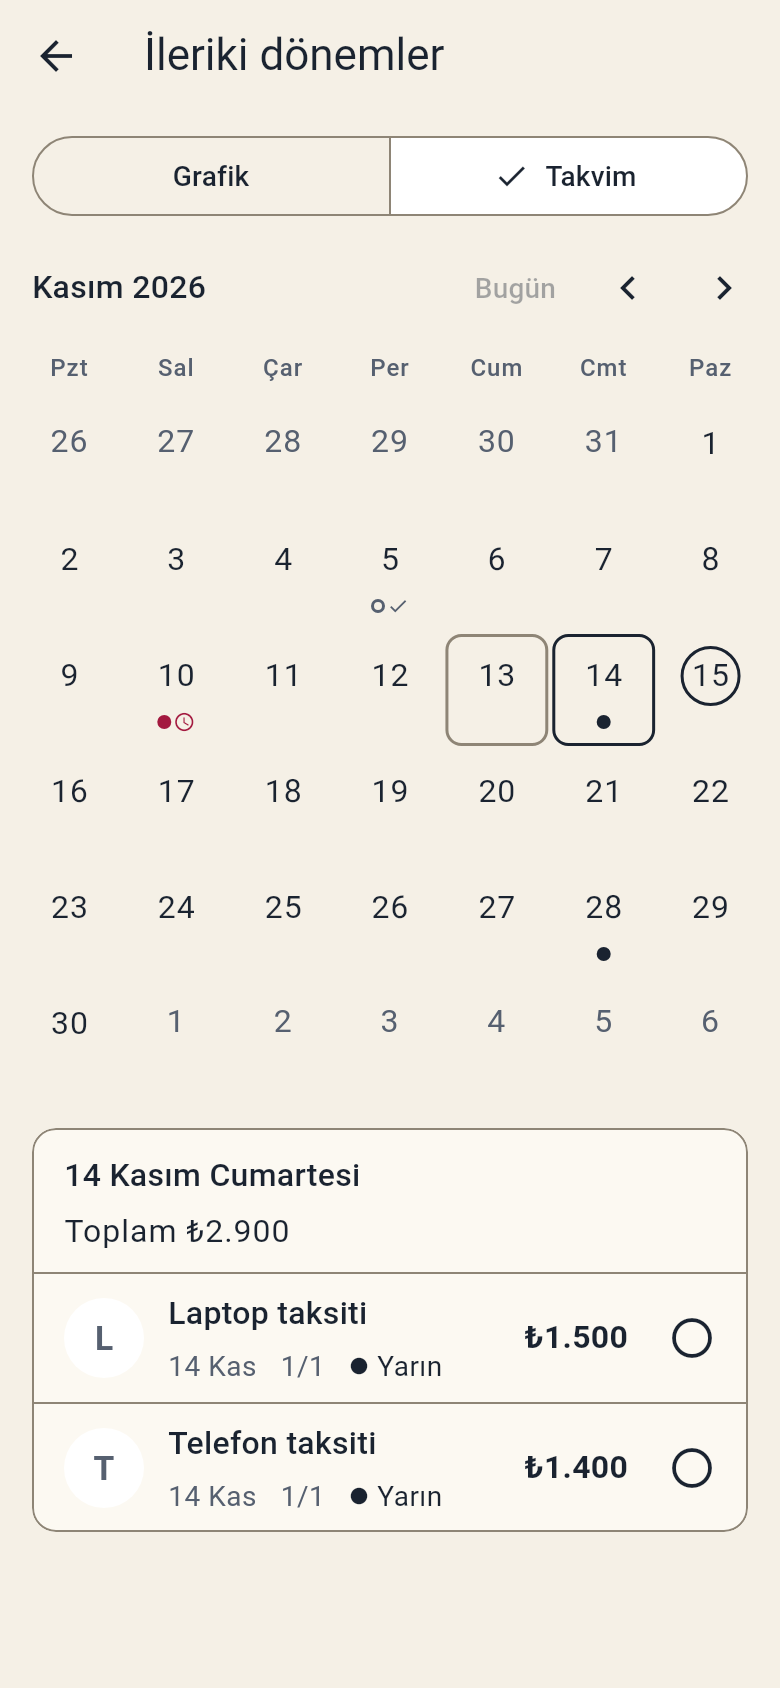 İleriki dönemler
Grafik Takvim
Kasım 2026 Bugün
Pzt Sal Çar Per Cum Cmt Paz
26 27 28 29 30 31 1
2 3 4 5 6 7 8
9 10 11 12 13 14 15
16 17 18 19 20 21 22
23 24 25 26 27 28 29
30 1 2 3 4 5 6
14 Kasım Cumartesi
Toplam ₺2.900
L Laptop taksiti ₺1.500
14 Kas 1/1 Yarın
T Telefon taksiti ₺1.400
14 Kas 1/1 Yarın